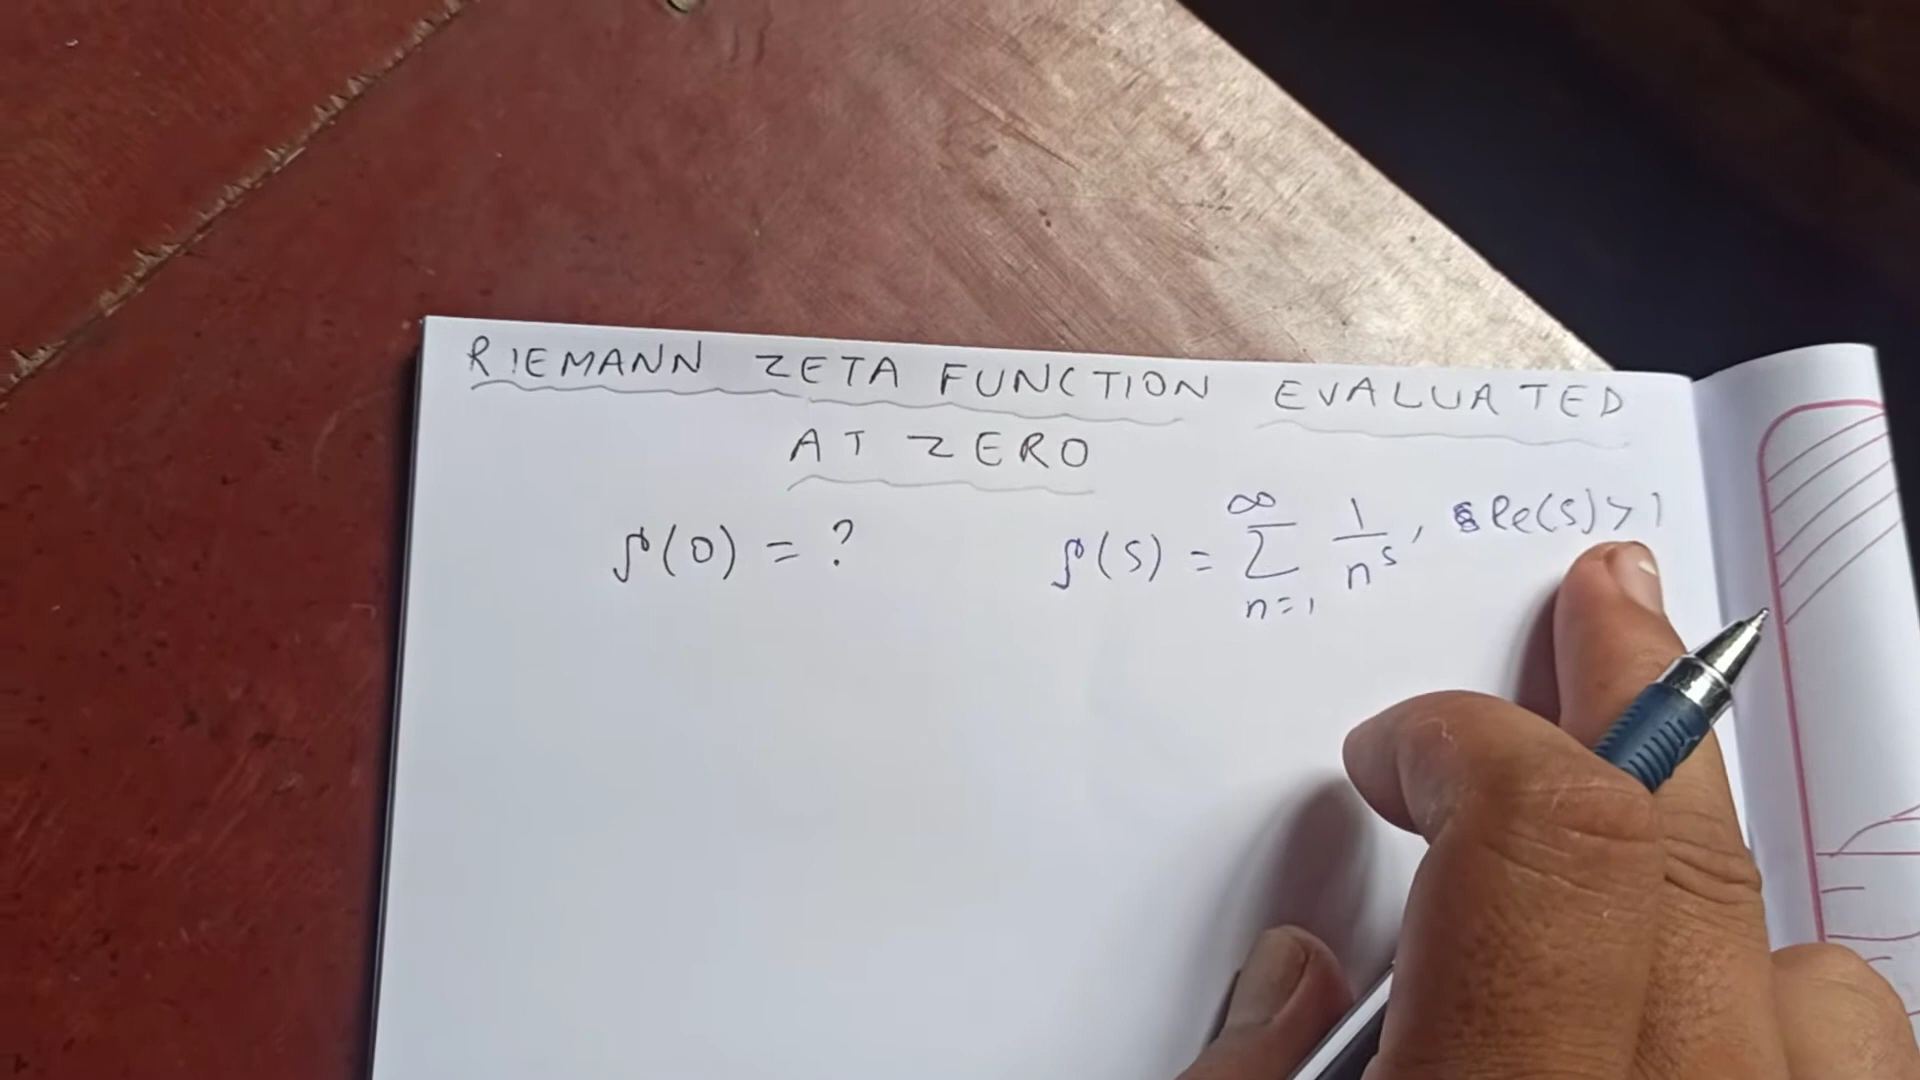 RIEMANN ZETA FUNCTION EVALUATED
AT ZERO
ζ(0) = ?
ζ(s) = ∑_{n=1}^{∞} 1/n^s, Re(s) > 1